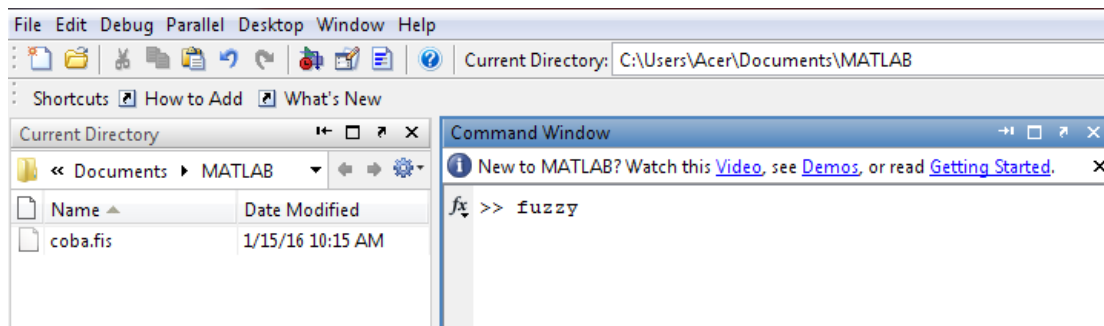 File Edit Debug Parallel Desktop Window Help
Current Directory: C:\Users\Acer\Documents\MATLAB
Shortcuts How to Add What's New
Current Directory
« Documents MATLAB
Name Date Modified
coba.fis 1/15/16 10:15 AM
Command Window
New to MATLAB? Watch this Video, see Demos, or read Getting Started.
fx >> fuzzy